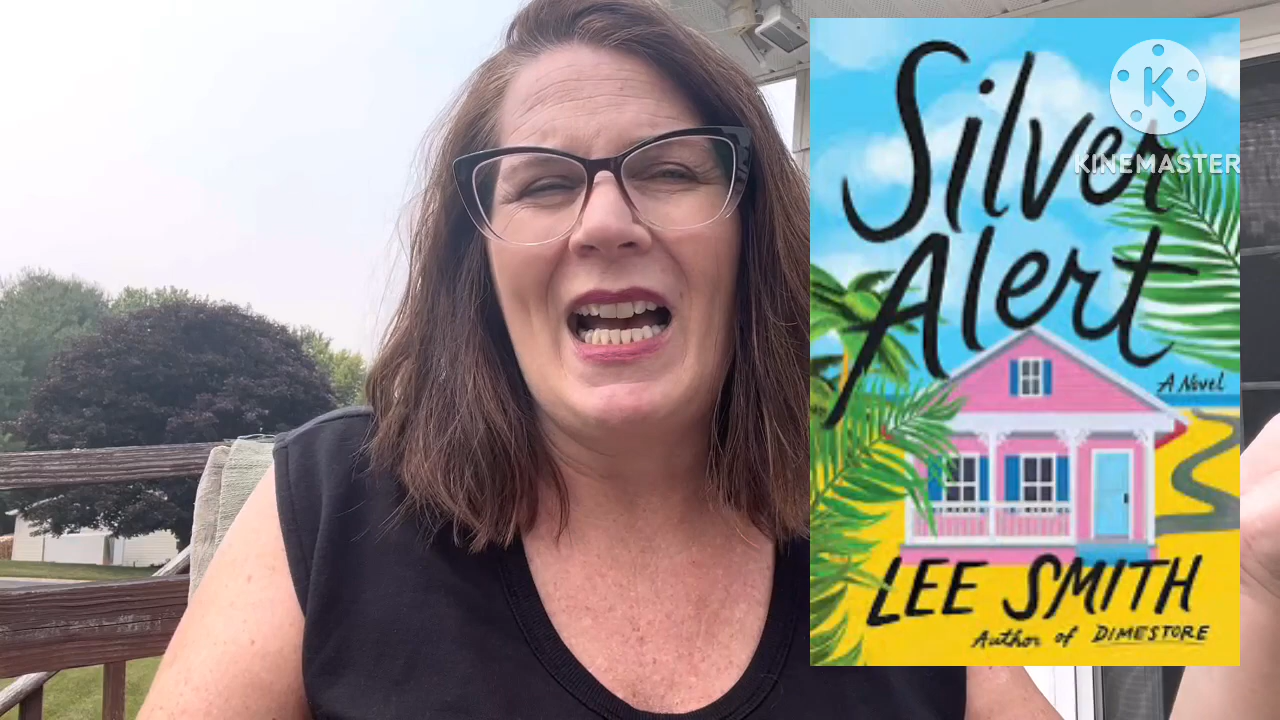 Silver
K
KINEMASTER
Alert
A Novel
LEE SMITH
Author of DIMESTORE